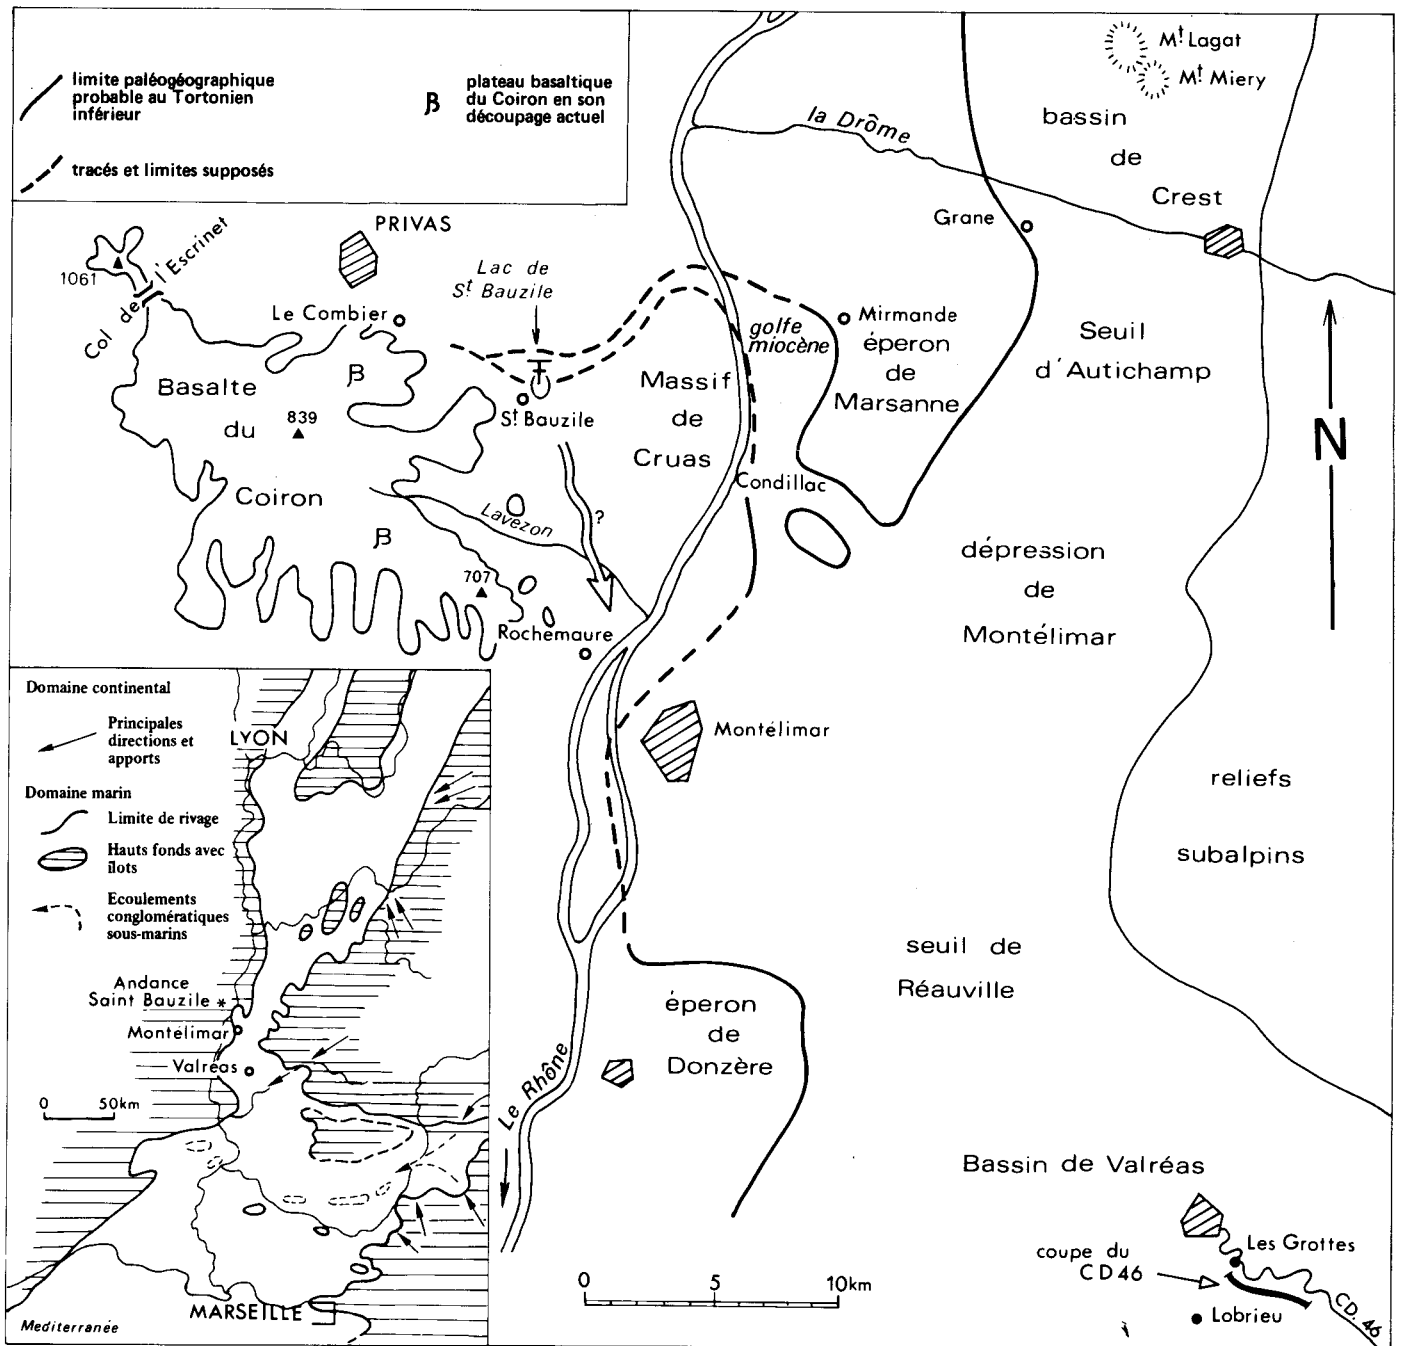 limite paléogéographique
probable au Tortonien
inférieur
tracés et limites supposés
β
plateau basaltique
du Coiron en son
découpage actuel
Mt Lagat
Mt Miery
la Drôme
bassin
de
Crest
Grane
PRIVAS
1061
Col de l'Escrinet
Lac de
St Bauzile
Le Combier
Mirmande
golfe
miocène
éperon
de
Marsanne
Seuil
d'Autichamp
N
Basalte
du
839
Coiron
β
β
St Bauzile
Massif
de
Cruas
Condillac
Lavezon
?
707
Rochemaure
dépression
de
Montélimar
Montélimar
reliefs
subalpins
seuil de
Réauville
éperon
de
Donzère
Le Rhône
Bassin de Valréas
coupe du
CD46
Les Grottes
Lobrieu
CD. 46
0 5 10km
Domaine continental
Principales
directions et
apports
Domaine marin
Limite de rivage
Hauts fonds avec
îlots
Ecoulements
conglomératiques
sous-marins
LYON
Andance
Saint Bauzile *
Montélimar
Valréas
0 50km
MARSEILLE
Mediterranée